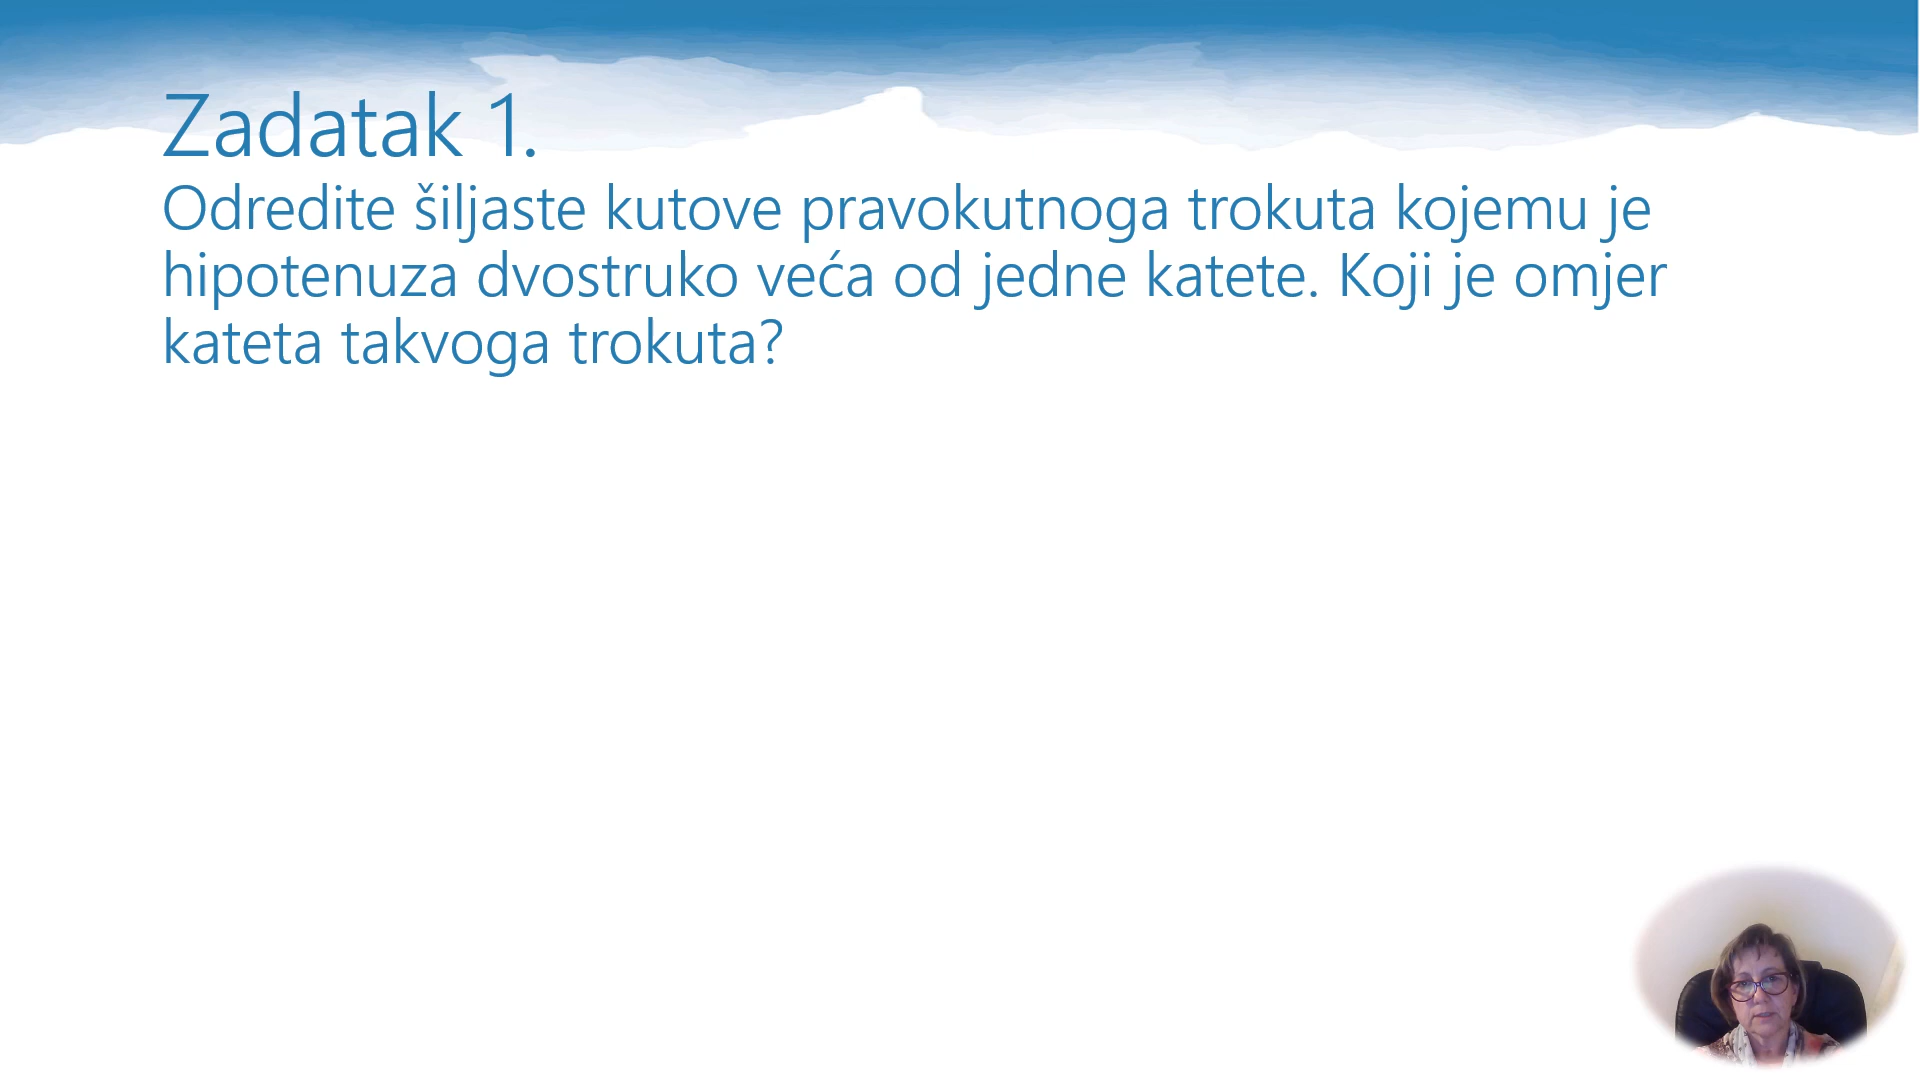 Zadatak 1.
Odredite šiljaste kutove pravokutnoga trokuta kojemu je
hipotenuza dvostruko veća od jedne katete. Koji je omjer
kateta takvoga trokuta?